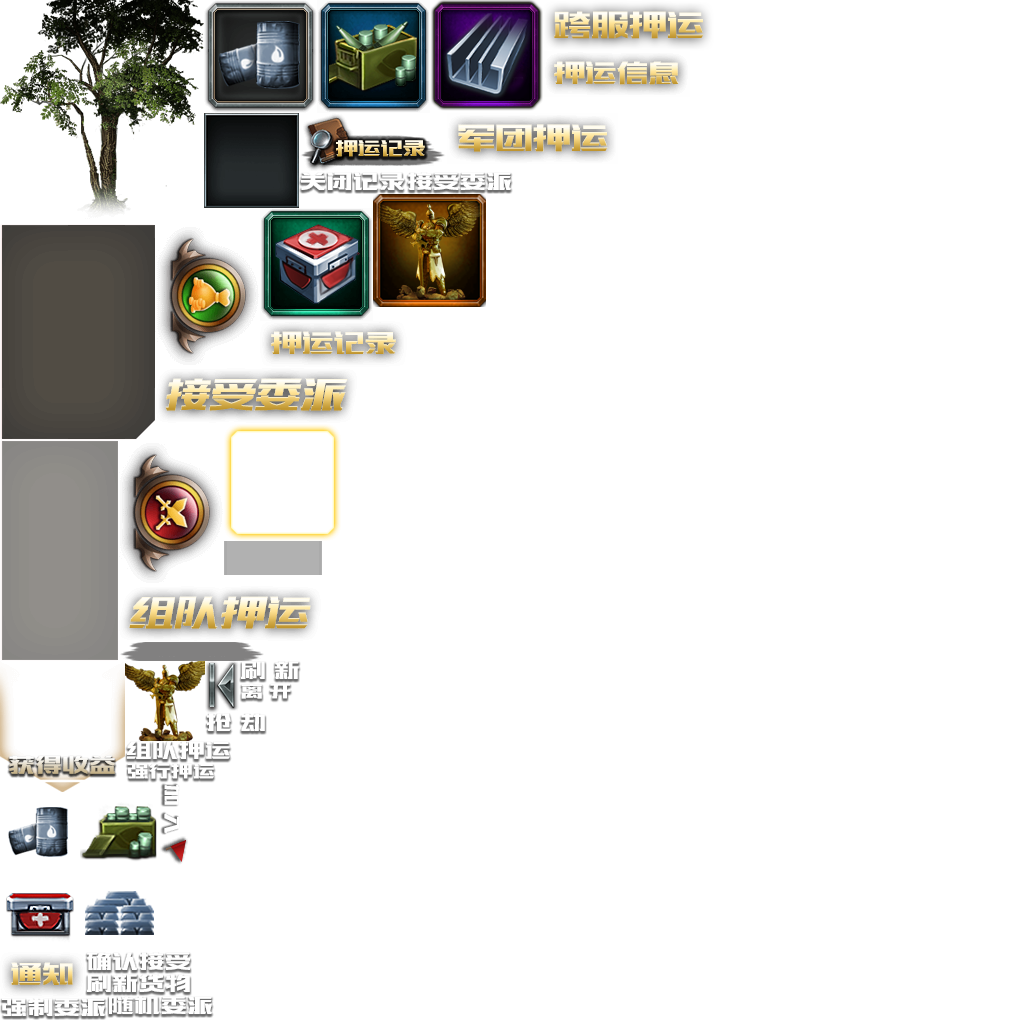 跨服押运
押运信息
军团押运
押运记录
关闭记录接受委派
押运记录
接受委派
组队押运
刷 新
离 开
抢 劫
组队押运
强行押运
获得收益
通知
确认接受
刷新货物
强制委派随机委派